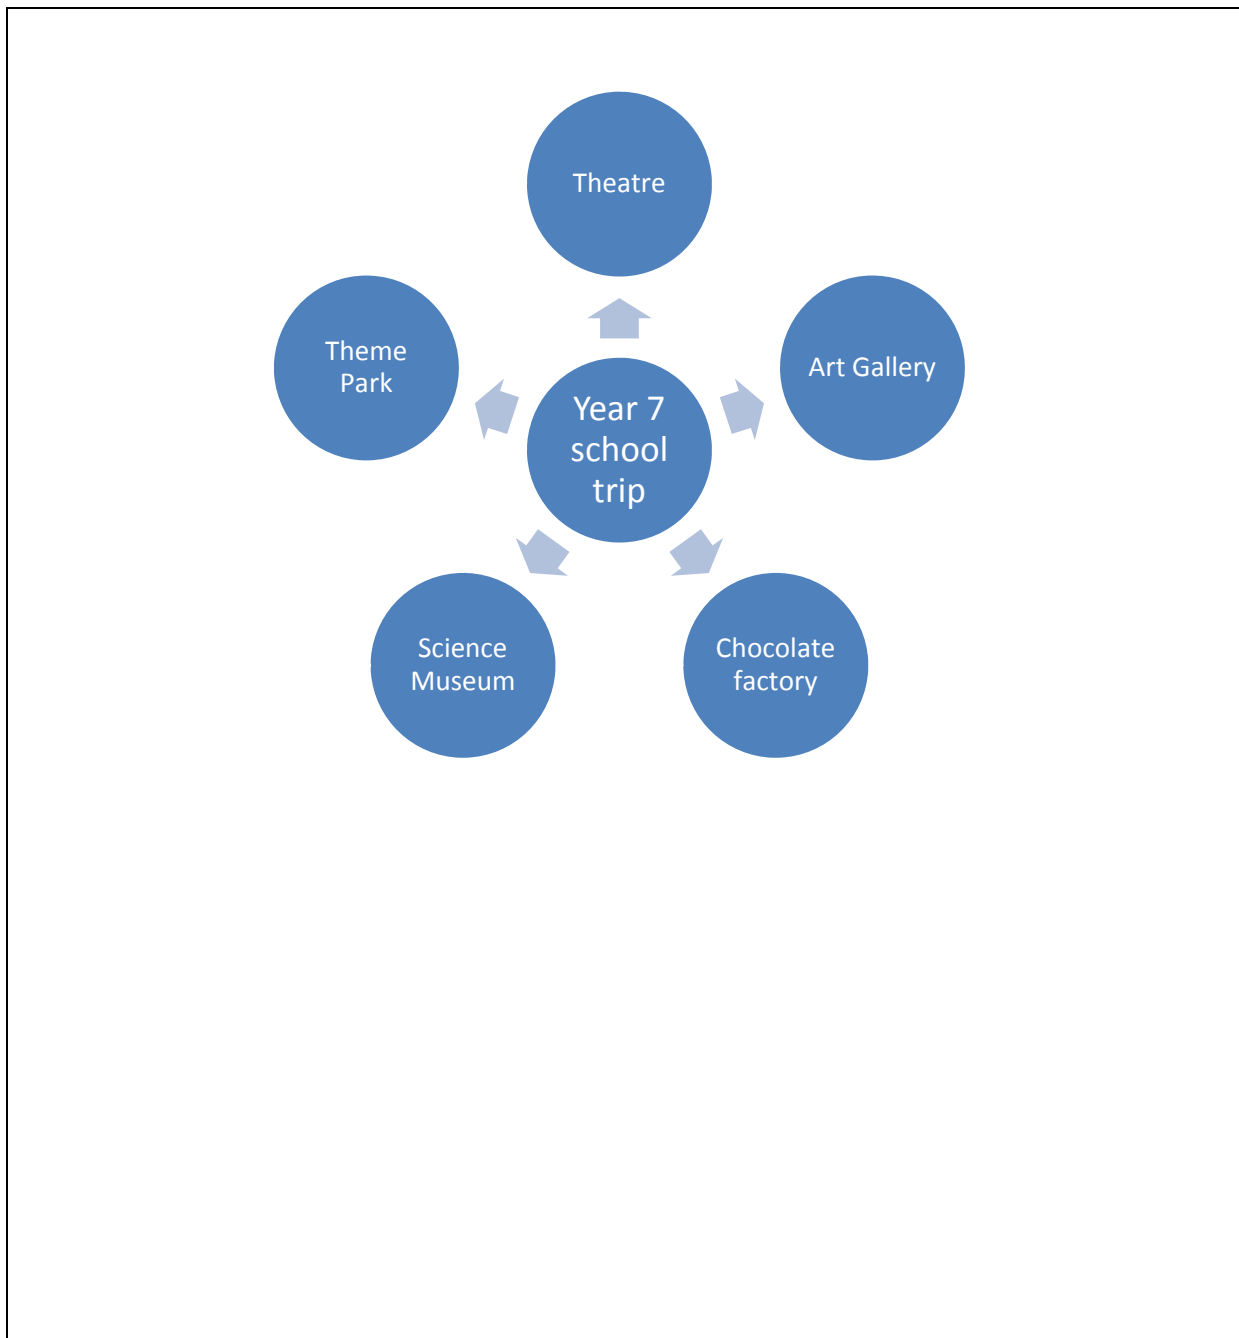 Theatre
Theme
Park
Art Gallery
Year 7
school
trip
Science
Museum
Chocolate
factory